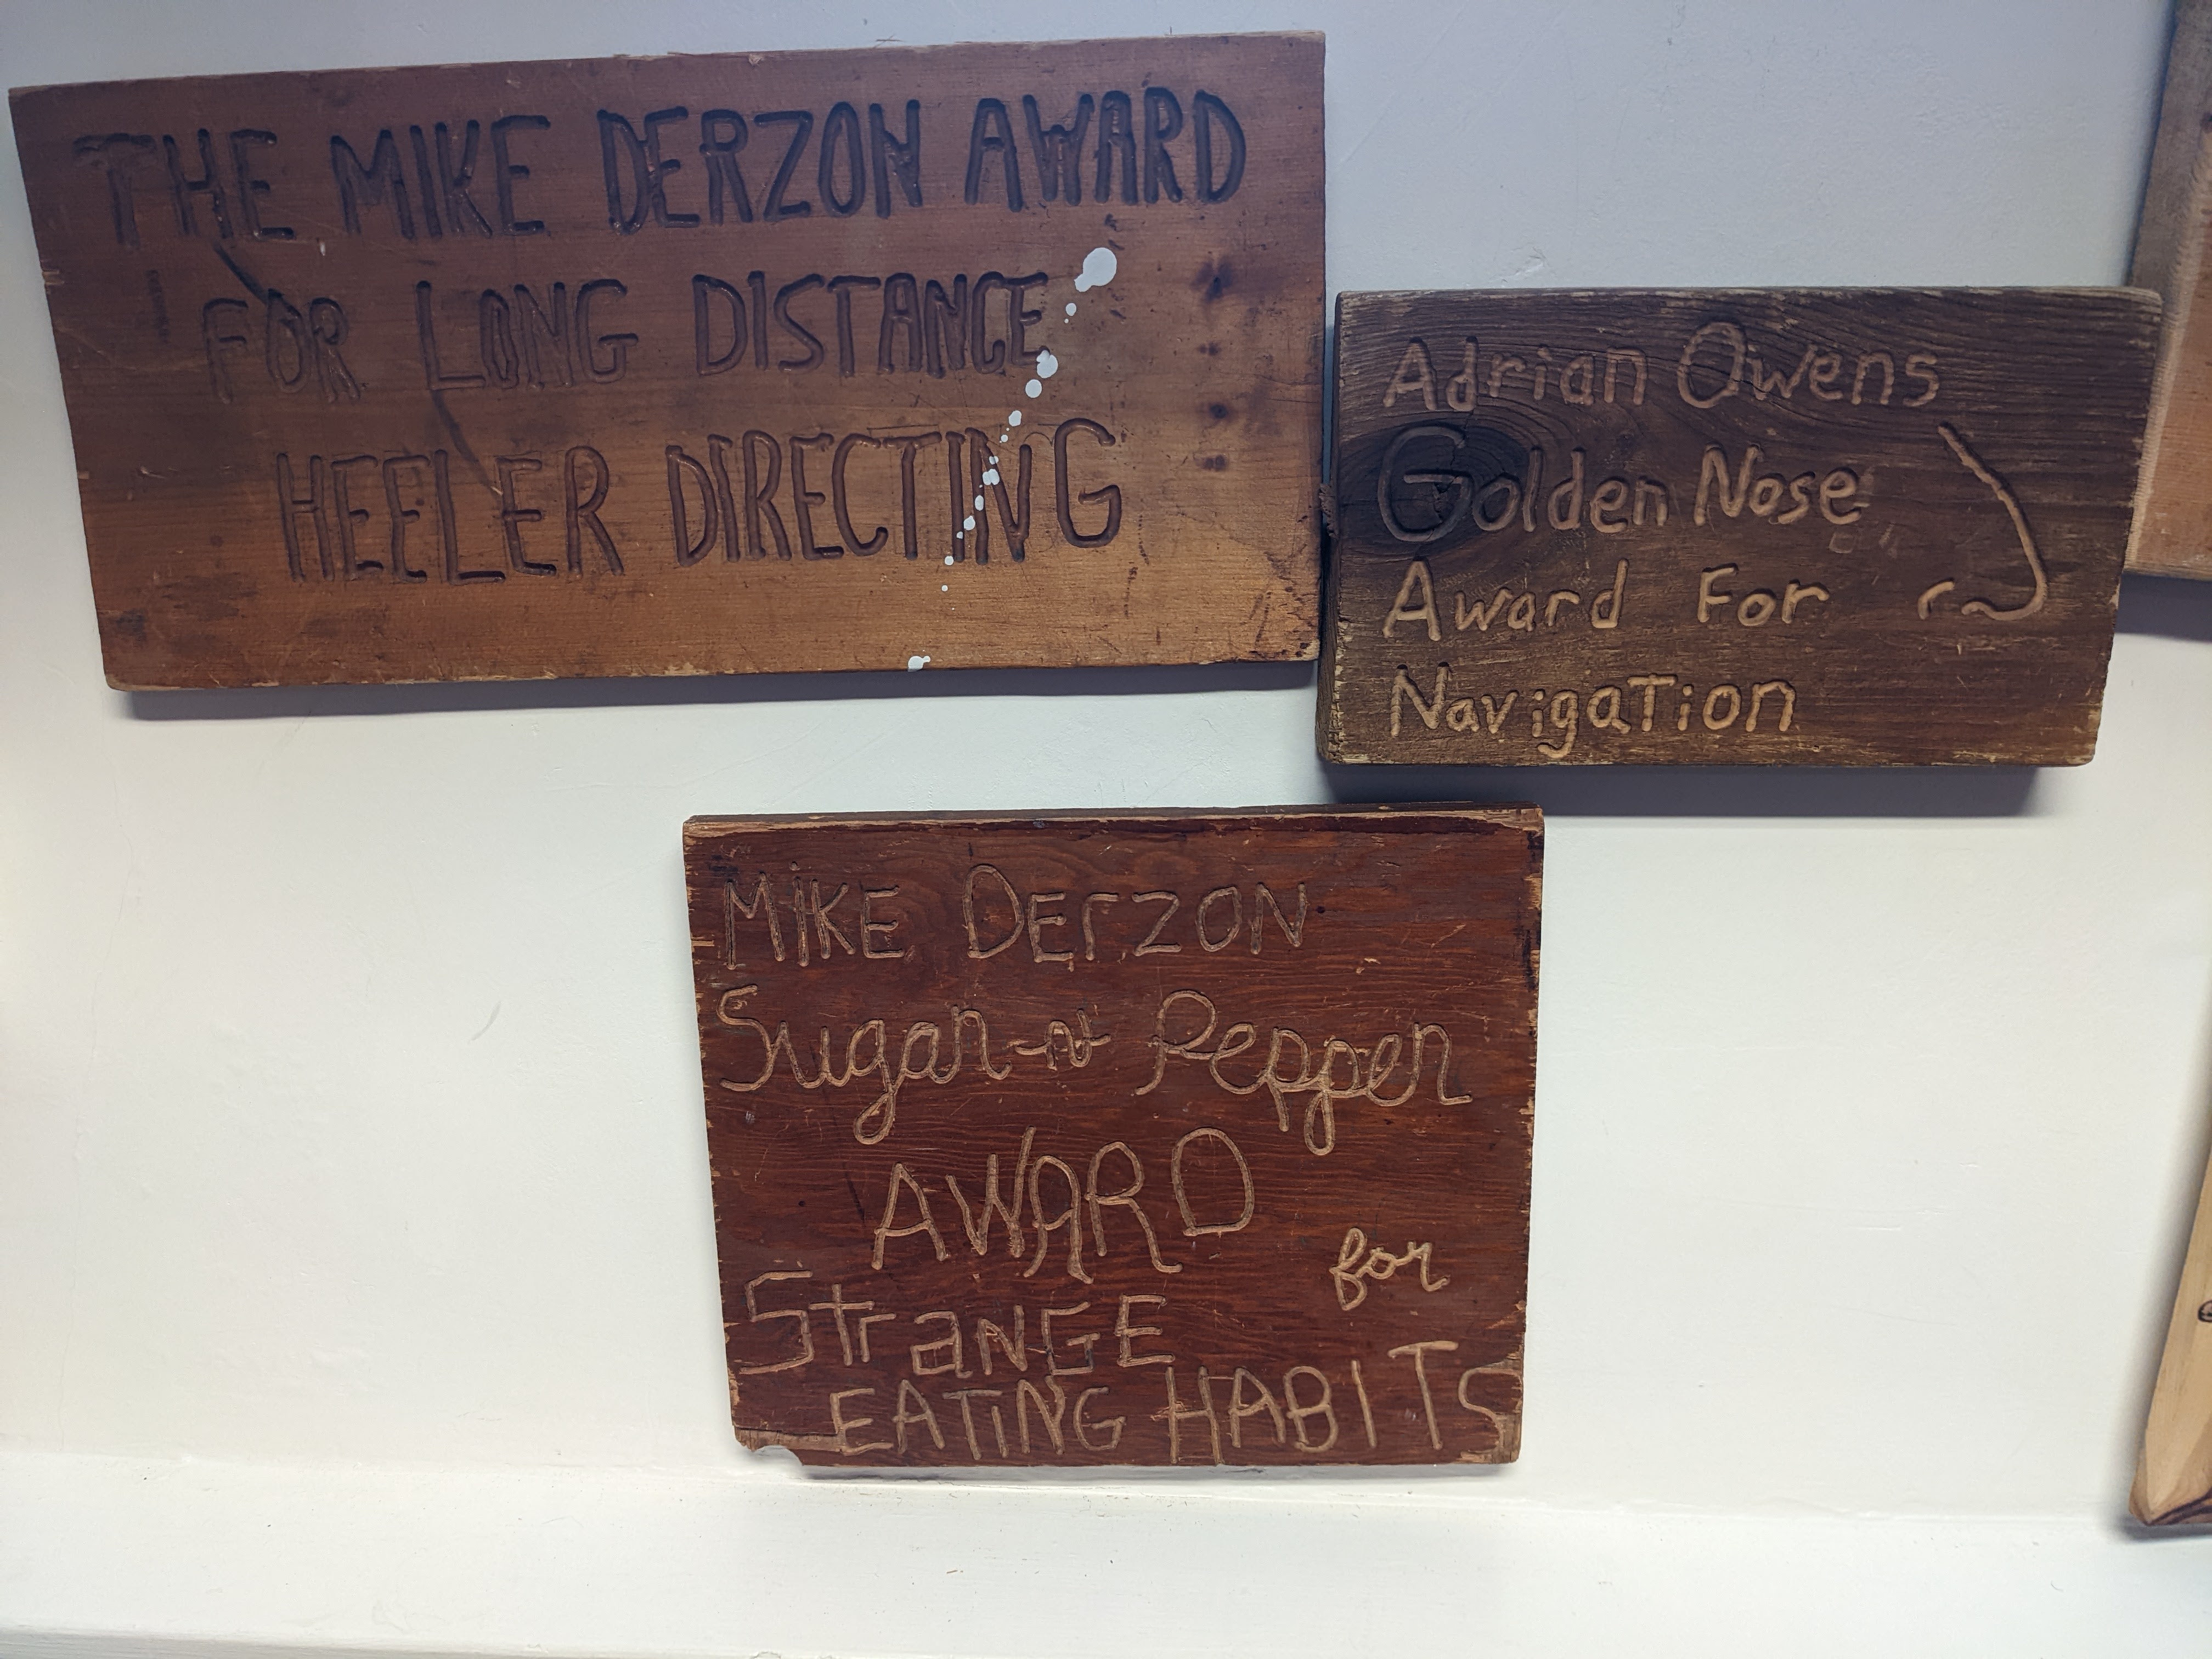 THE MIKE DERZON AWARD
FOR LONG DISTANCE
HEELER DIRECTING
Adrian Owens
Golden Nose
Award For
Navigation
MiKE DErZON
Sugar-n-Pepper
AWARD
for
STraNGE
EATiNG HABITS